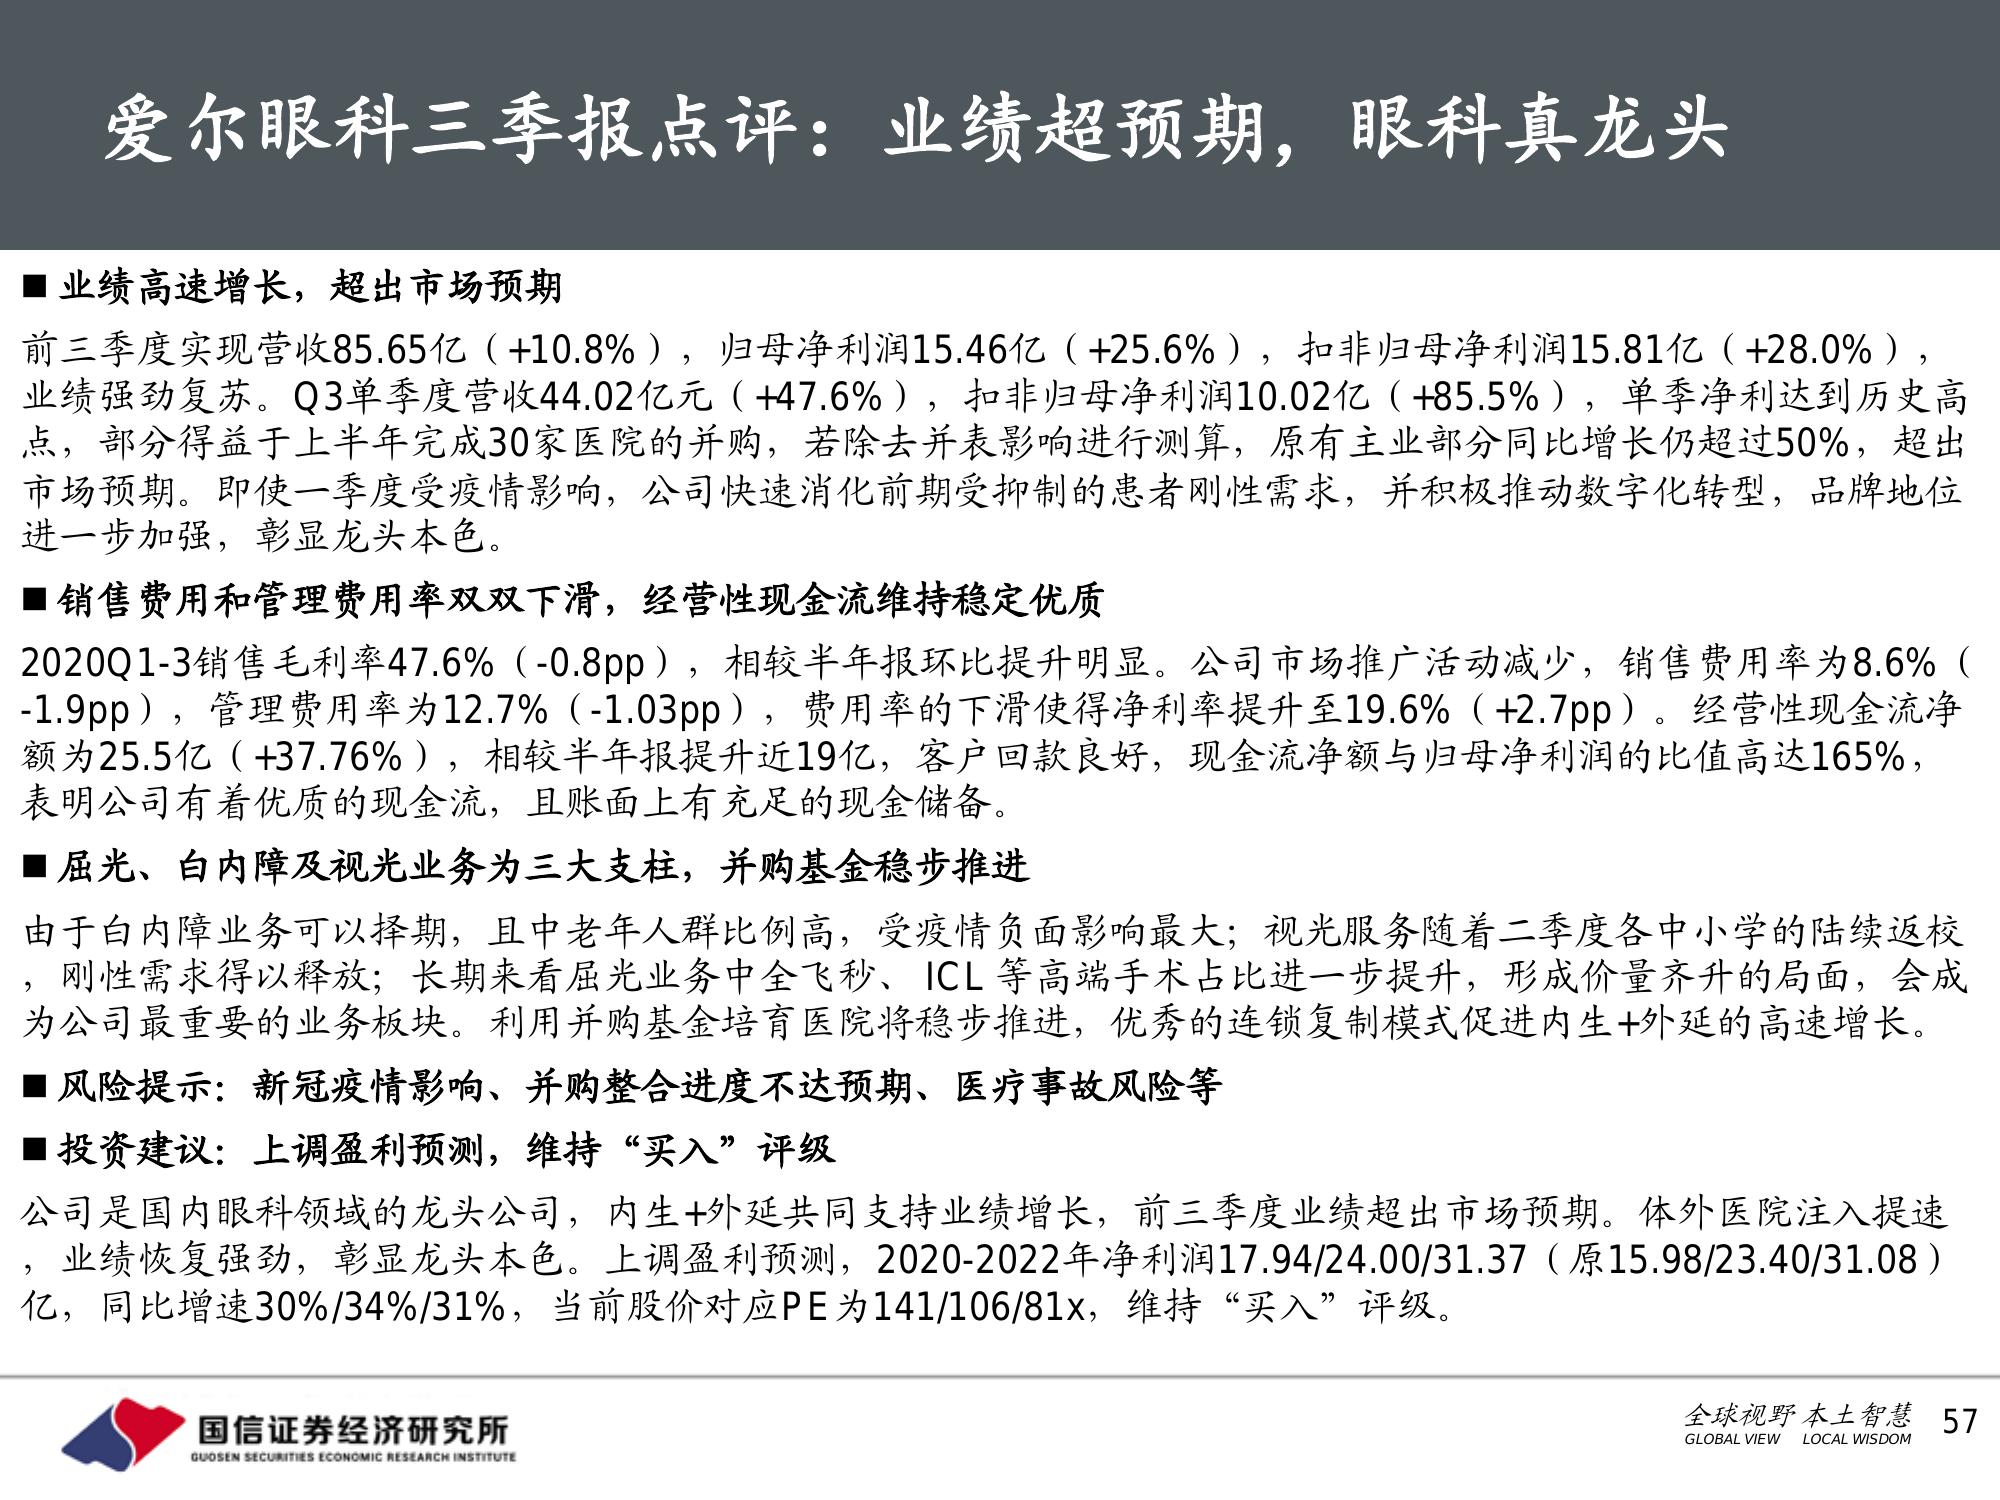 爱尔眼科三季报点评：业绩超预期，眼科真龙头
■ 业绩高速增长，超出市场预期
前三季度实现营收85.65亿（+10.8%），归母净利润15.46亿（+25.6%），扣非归母净利润15.81亿（+28.0%），
业绩强劲复苏。Q3单季度营收44.02亿元（+47.6%），扣非归母净利润10.02亿（+85.5%），单季净利达到历史高
点，部分得益于上半年完成30家医院的并购，若除去并表影响进行测算，原有主业部分同比增长仍超过50%，超出
市场预期。即使一季度受疫情影响，公司快速消化前期受抑制的患者刚性需求，并积极推动数字化转型，品牌地位
进一步加强，彰显龙头本色。
■ 销售费用和管理费用率双双下滑，经营性现金流维持稳定优质
2020Q1-3销售毛利率47.6%（-0.8pp），相较半年报环比提升明显。公司市场推广活动减少，销售费用率为8.6%（
-1.9pp），管理费用率为12.7%（-1.03pp），费用率的下滑使得净利率提升至19.6%（+2.7pp）。经营性现金流净
额为25.5亿（+37.76%），相较半年报提升近19亿，客户回款良好，现金流净额与归母净利润的比值高达165%，
表明公司有着优质的现金流，且账面上有充足的现金储备。
■ 屈光、白内障及视光业务为三大支柱，并购基金稳步推进
由于白内障业务可以择期，且中老年人群比例高，受疫情负面影响最大；视光服务随着二季度各中小学的陆续返校
，刚性需求得以释放；长期来看屈光业务中全飞秒、 ICL 等高端手术占比进一步提升，形成价量齐升的局面，会成
为公司最重要的业务板块。利用并购基金培育医院将稳步推进，优秀的连锁复制模式促进内生+外延的高速增长。
■ 风险提示：新冠疫情影响、并购整合进度不达预期、医疗事故风险等
■ 投资建议：上调盈利预测，维持“买入”评级
公司是国内眼科领域的龙头公司，内生+外延共同支持业绩增长，前三季度业绩超出市场预期。体外医院注入提速
，业绩恢复强劲，彰显龙头本色。上调盈利预测，2020-2022年净利润17.94/24.00/31.37（原15.98/23.40/31.08）
亿，同比增速30%/34%/31%，当前股价对应PE为141/106/81x，维持“买入”评级。
国信证券经济研究所
GUOSEN SECURITIES ECONOMIC RESEARCH INSTITUTE
全球视野 本土智慧
GLOBAL VIEW LOCAL WISDOM
57